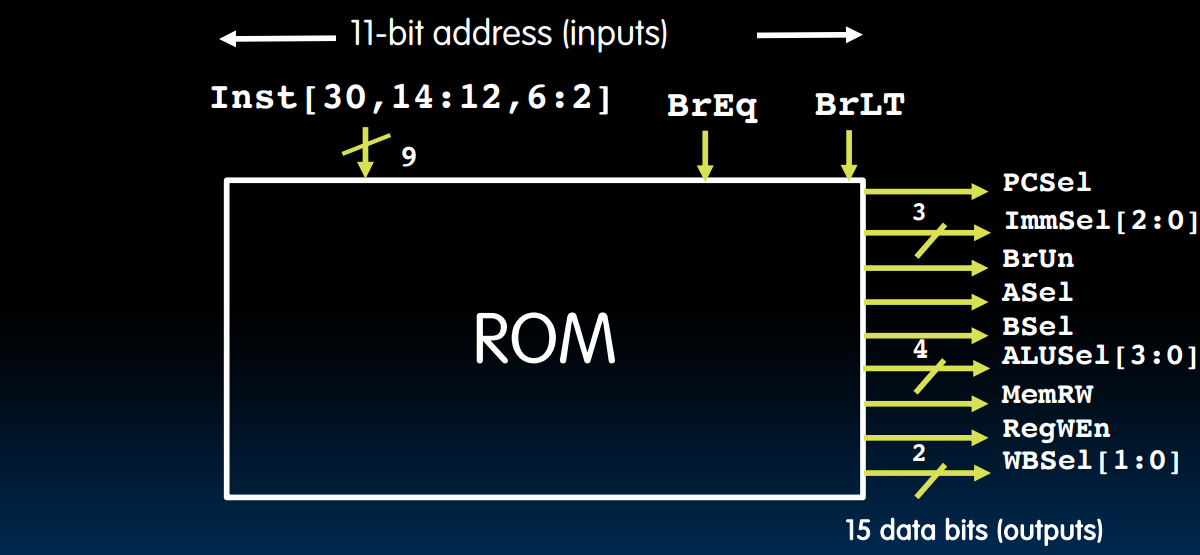 11-bit address (inputs)
Inst[30,14:12,6:2]
BrEq
BrLT
9
ROM
PCSel
3
ImmSel[2:0]
BrUn
ASel
BSel
4
ALUSel[3:0]
MemRW
RegWEn
2
WBSel[1:0]
15 data bits (outputs)